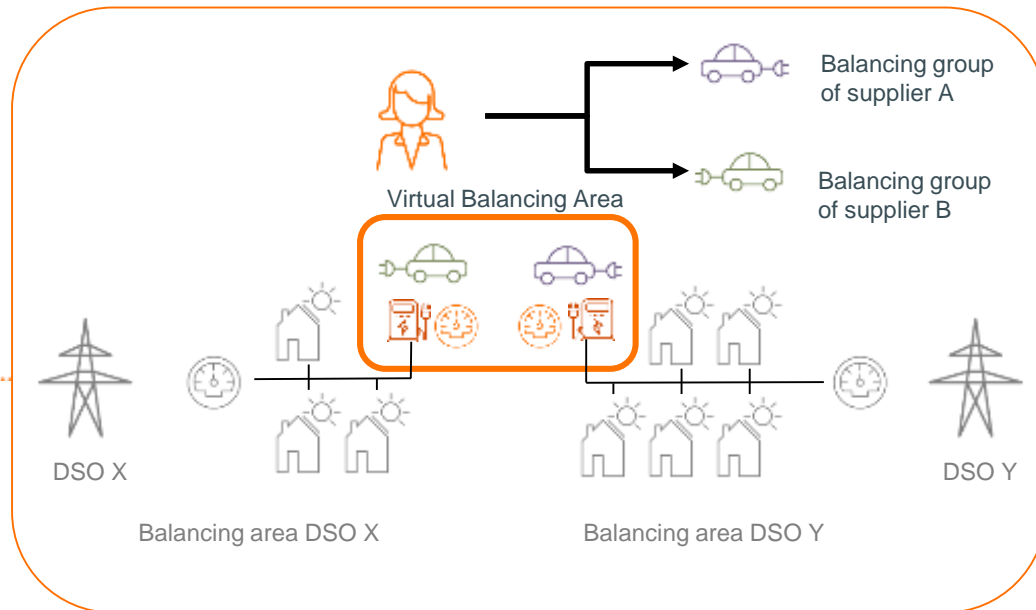 Balancing group
of supplier A
Balancing group
of supplier B
Virtual Balancing Area
DSO X
DSO Y
Balancing area DSO X
Balancing area DSO Y